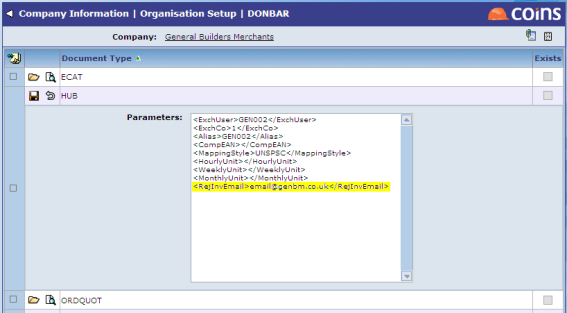 Company Information | Organisation Setup | DONBAR
COINS
Company: General Builders Merchants
Document Type Exists
ECAT
HUB
Parameters:
<ExchUser>GEN002</ExchUser>
<ExchCo>1</ExchCo>
<Alias>GEN002</Alias>
<CompEAN></CompEAN>
<MappingStyle>UNSPSC</MappingStyle>
<HourlyUnit></HourlyUnit>
<WeeklyUnit></WeeklyUnit>
<MonthlyUnit></MonthlyUnit>
<RejInvEmail>email@genbm.co.uk</RejInvEmail>
ORDQUOT